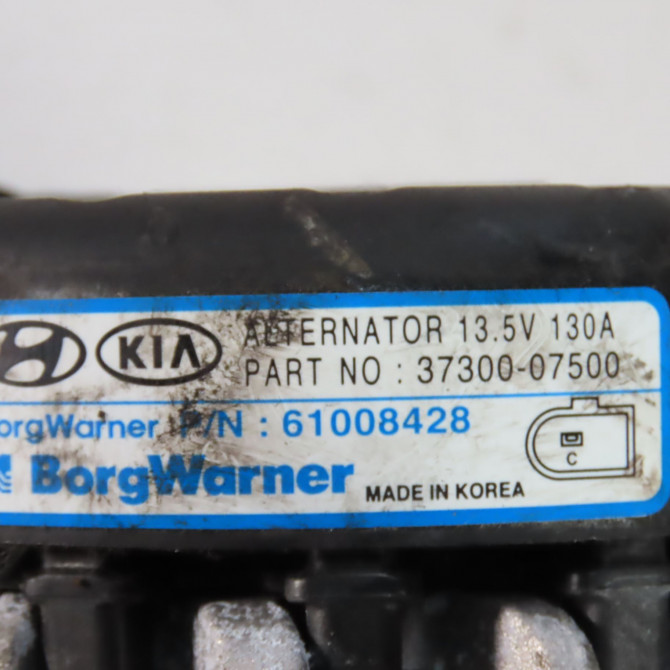 KIA ALTERNATOR 13.5V 130A
PART NO : 37300-07500
orgWarner P/N : 61008428
C
BorgWarner MADE IN KOREA